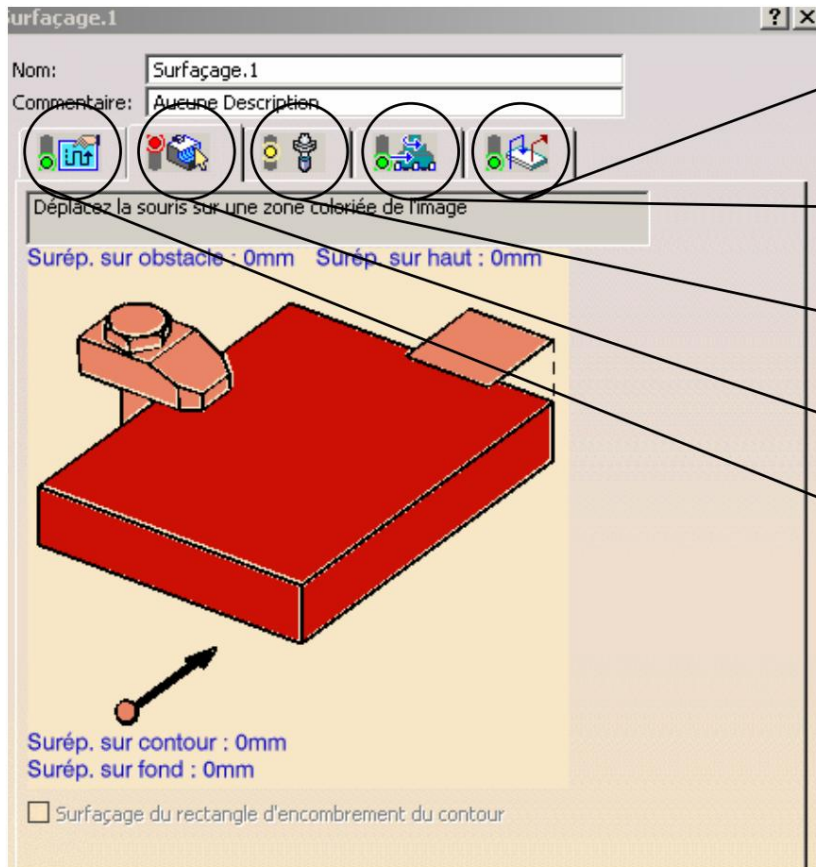 Surfaçage.1
Nom: Surfaçage.1
Commentaire: Aucune Description
Déplacez la souris sur une zone coloriée de l'image
Surép. sur obstacle : 0mm Surép. sur haut : 0mm
Surép. sur contour : 0mm
Surép. sur fond : 0mm
Surfaçage du rectangle d'encombrement du contour